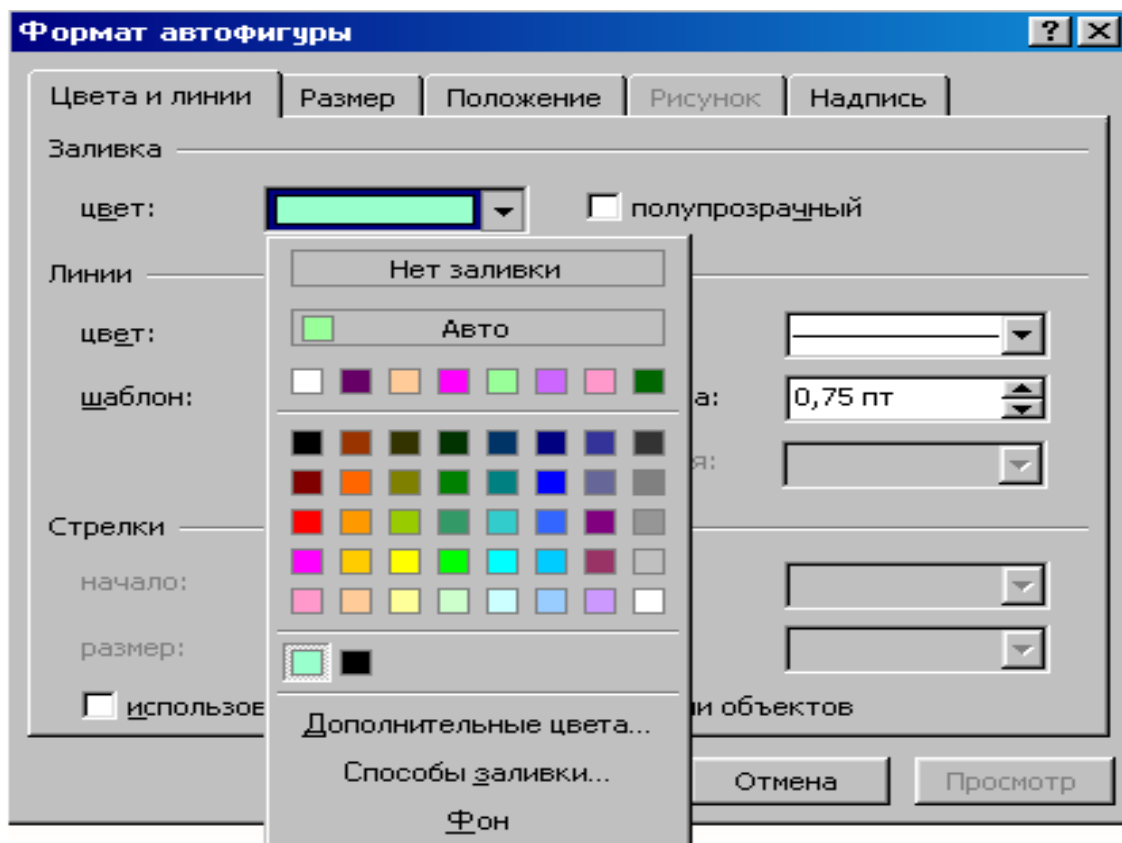 Формат автофигуры
Цвета и линии Размер Положение Рисунок Надпись
Заливка
цвет: полупрозрачный
Нет заливки
Линии
Авто
цвет:
шаблон: а: 0,75 пт
я:
Стрелки
начало:
размер:
использов и объектов
Дополнительные цвета...
Способы заливки...
Отмена Просмотр
Фон